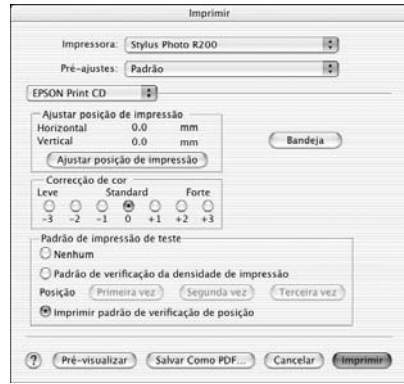 Imprimir
Impressora: Stylus Photo R200
Pré-ajustes: Padrão
EPSON Print CD
Ajustar posição de impressão
Horizontal 0.0 mm
Vertical 0.0 mm
Bandeja
Ajustar posição de impressão
Correcção de cor
Leve Standard Forte
-3 -2 -1 0 +1 +2 +3
Padrão de impressão de teste
Nenhum
Padrão de verificação da densidade de impressão
Posição Primeira vez Segunda vez Terceira vez
Imprimir padrão de verificação de posição
? Pré-visualizar Salvar Como PDF... Cancelar Imprimir